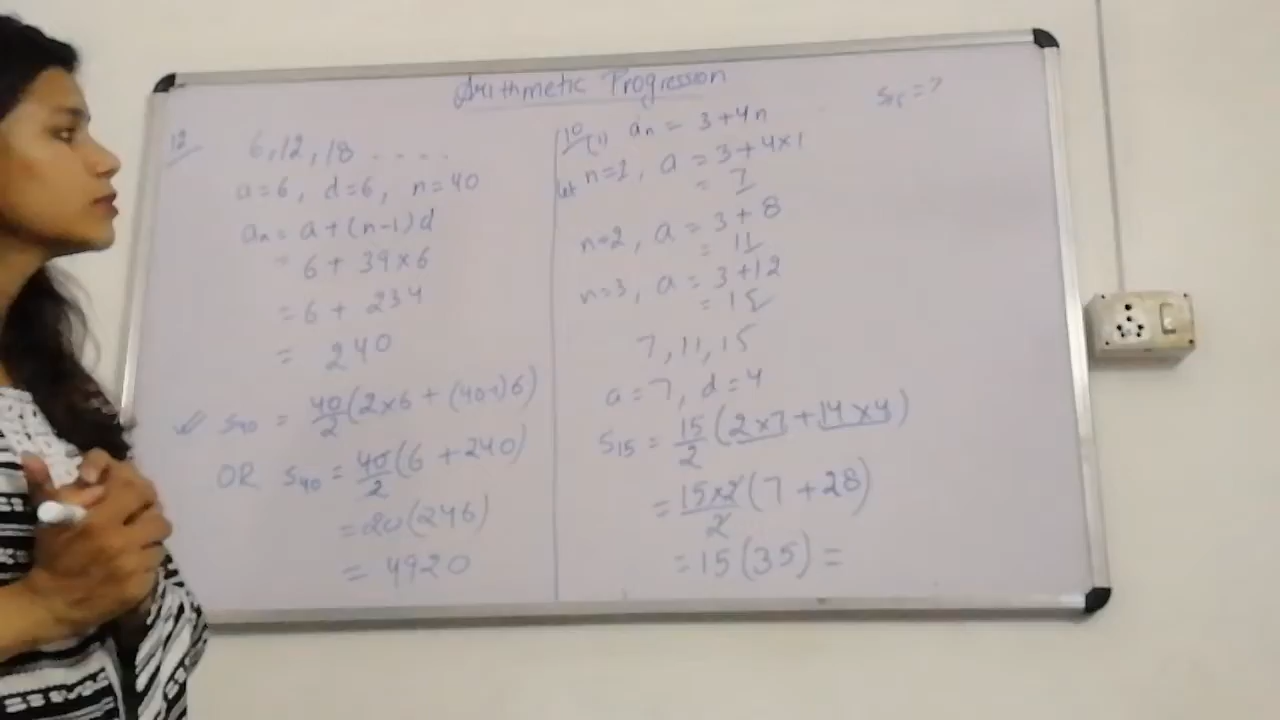 Arithmetic Progression
12
6, 12, 18 ....
a=6, d=6, n=40
an = a+(n-1)d
= 6 + 39×6
= 6 + 234
= 240
S40 = 40/2 (2×6 + (40-1)6)
OR S40 = 40/2 (6 + 240)
= 20(246)
= 4920
10 (i) an = 3+4n
let n=1, a = 3+4×1
= 7
n=2, a = 3+8
= 11
n=3, a = 3+12
= 15
7, 11, 15
a=7, d=4
S15 = 15/2 (2×7 + 14×4)
= 15×2/2 (7 + 28)
= 15(35) =
S15 = ?